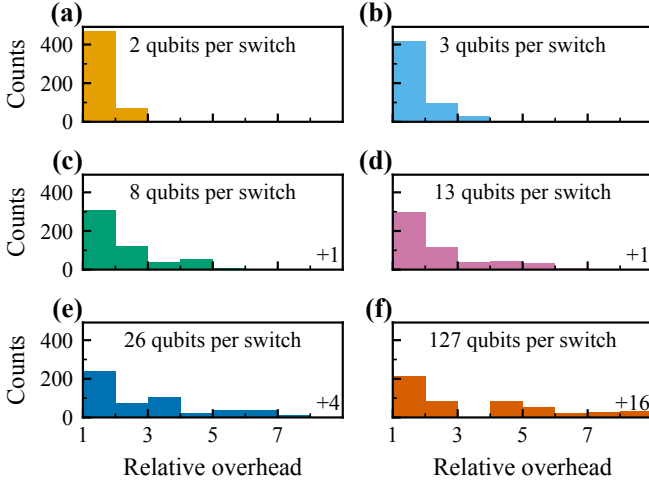 (a)
(b)
2 qubits per switch
3 qubits per switch
Counts
400
200
0
(c)
(d)
8 qubits per switch
13 qubits per switch
Counts
400
200
0
+1
+1
(e)
(f)
26 qubits per switch
127 qubits per switch
Counts
400
200
0
+4
+16
1 3 5 7
1 3 5 7
Relative overhead
Relative overhead